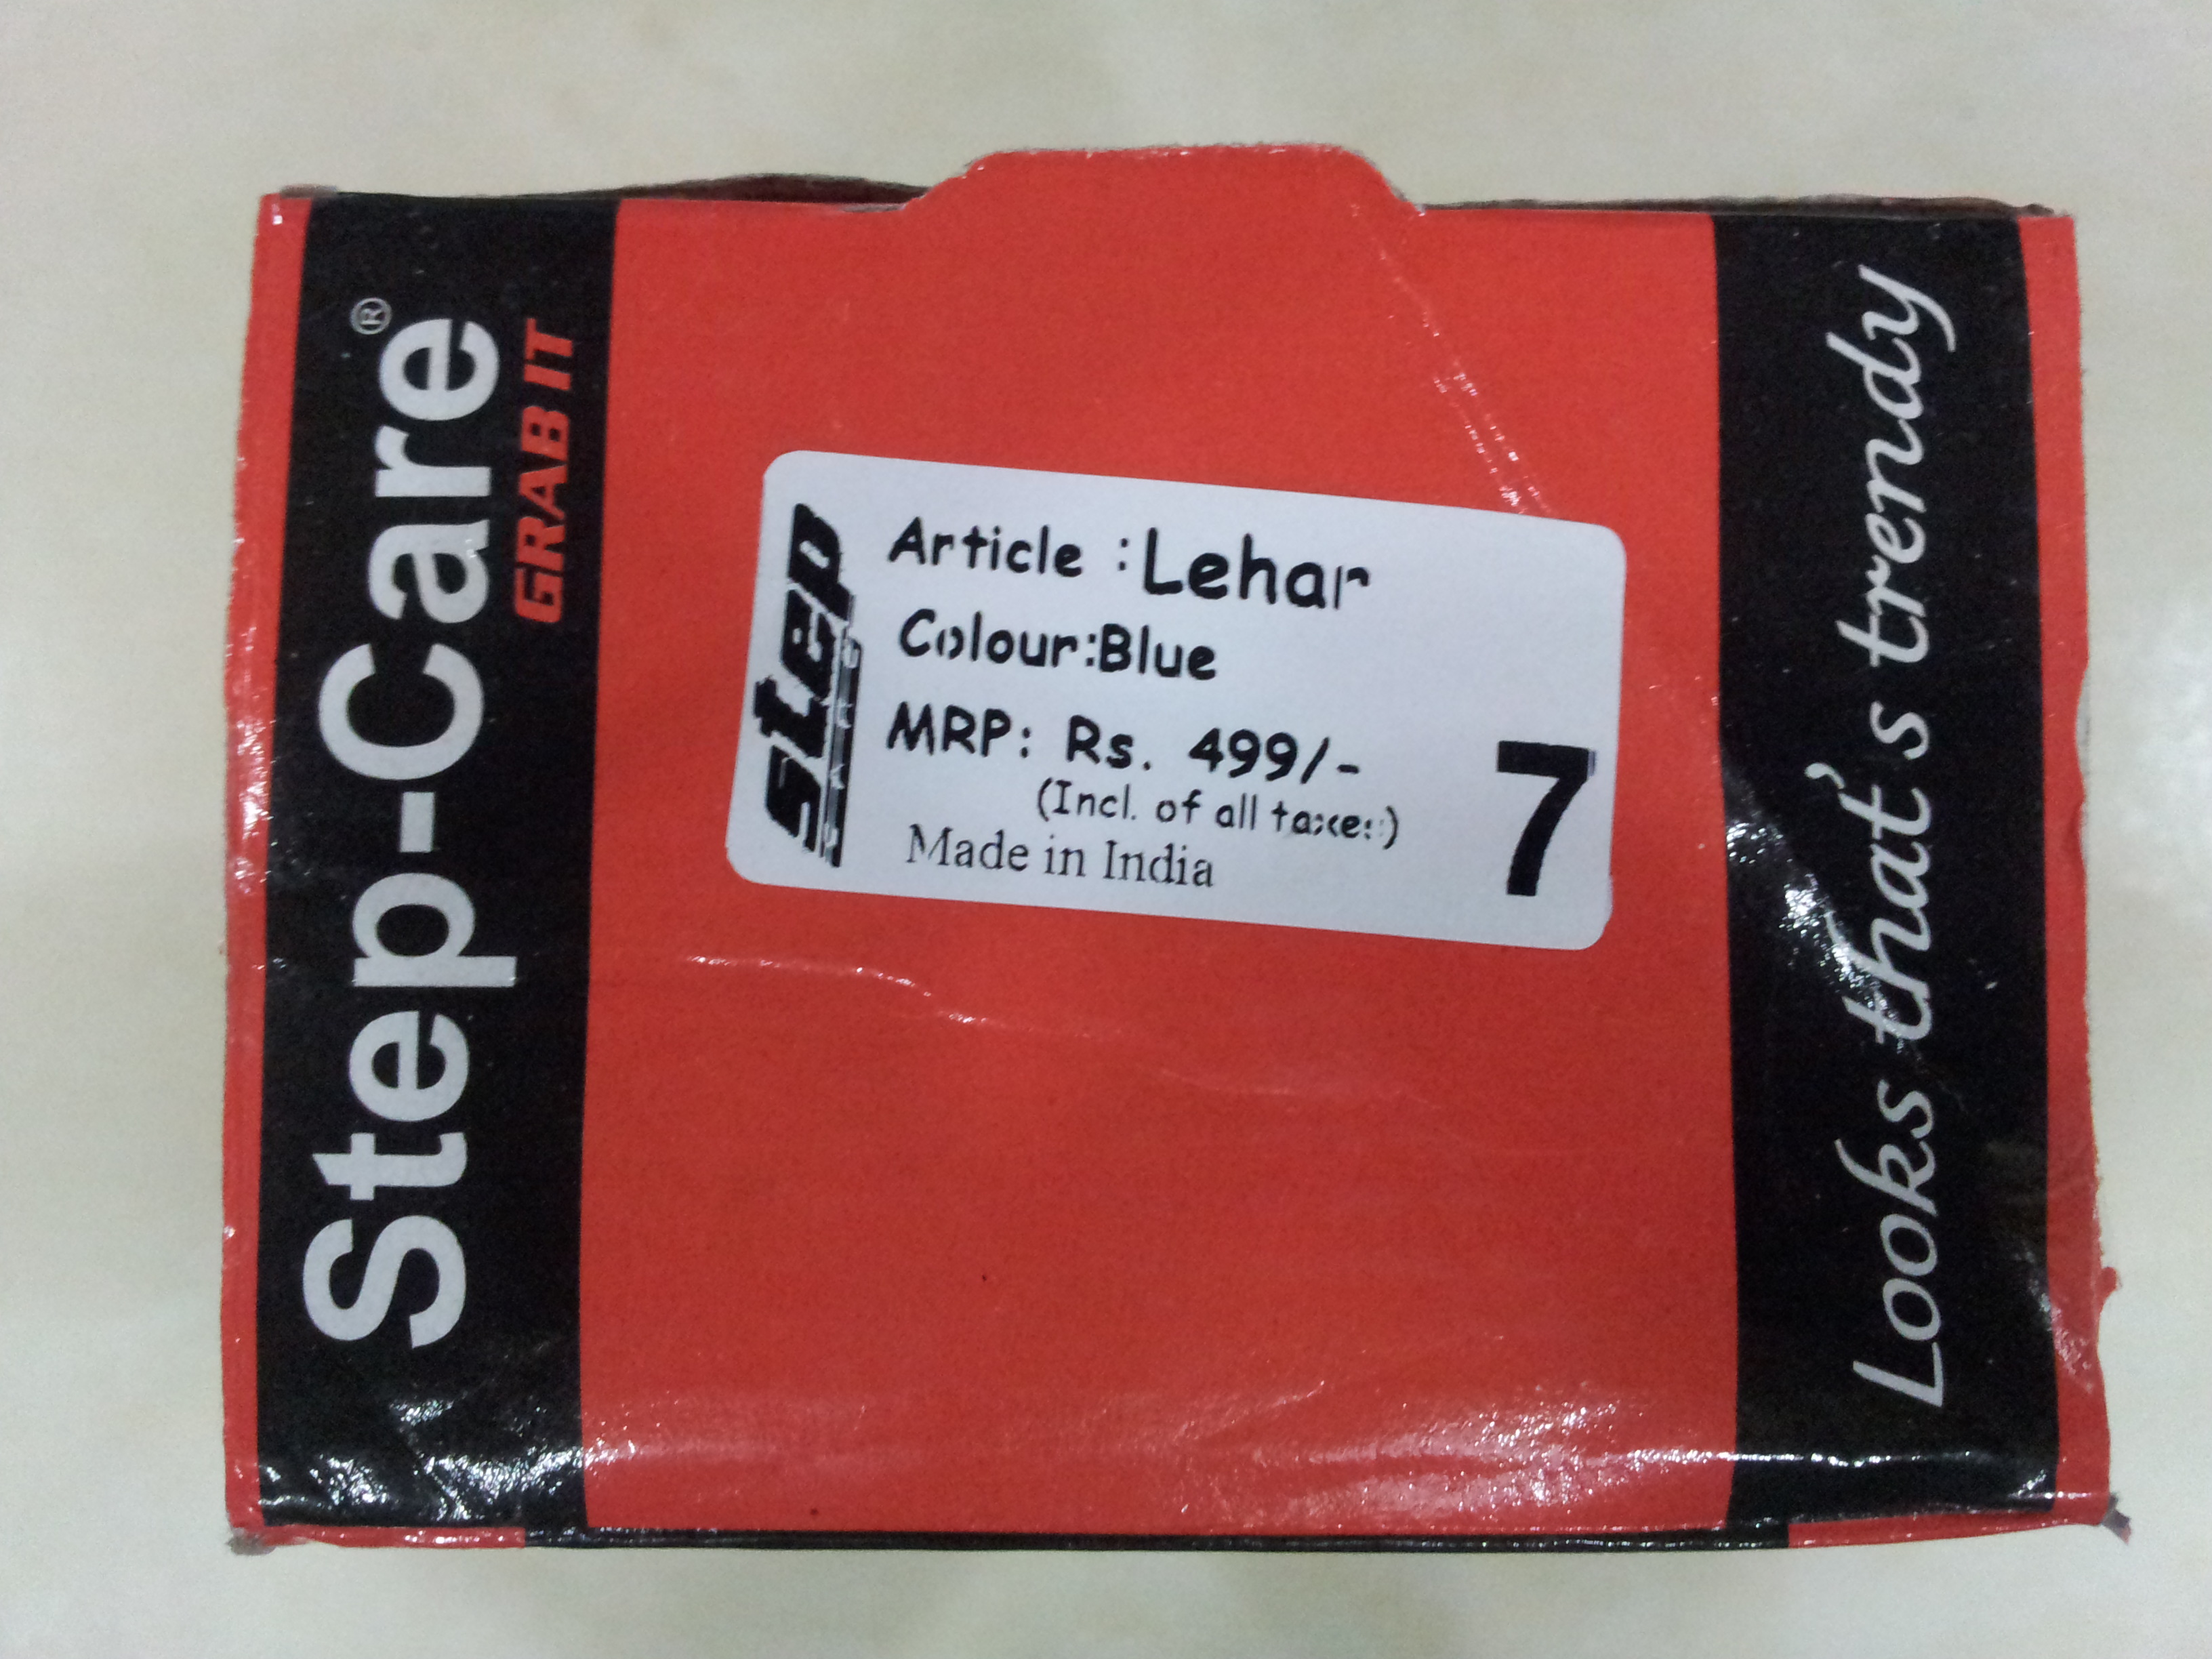 Step-Care®
GRAB IT
step
CARE
Article :Lehar
Colour:Blue
MRP: Rs. 499/-
(Incl. of all taxes)
Made in India
7
Looks that's trendy